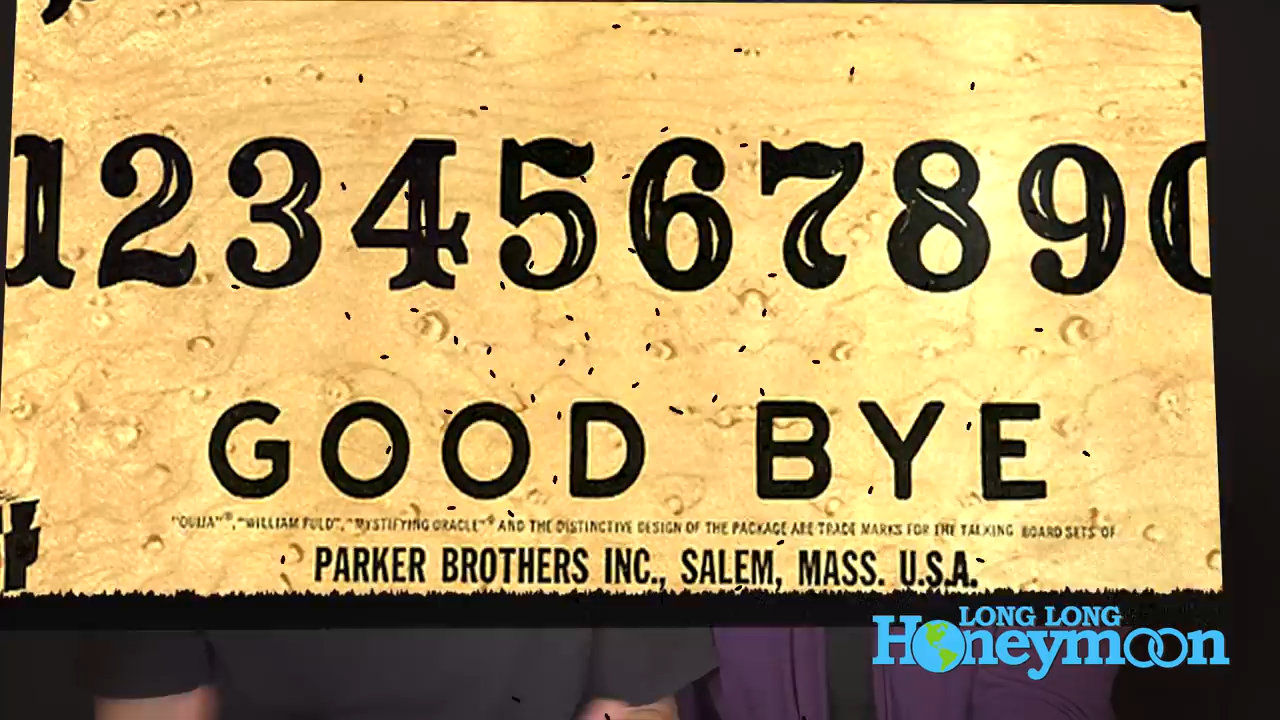 1234567890
GOOD BYE
"OUIJA"®, "WILLIAM FULD", "MYSTIFYING ORACLE"® AND THE DISTINCTIVE DESIGN OF THE PACKAGE ARE TRADE MARKS FOR THE TALKING BOARD SETS OF
PARKER BROTHERS INC., SALEM, MASS. U.S.A.
LONG LONG
Honeymoon